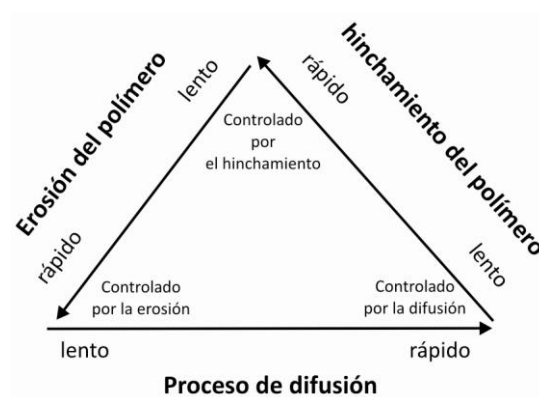 Erosión del polímero
lento
rápido
hinchamiento del polímero
rápido
lento
Controlado
por
el hinchamiento
Controlado
por la erosión
Controlado
por la difusión
lento
rápido
Proceso de difusión